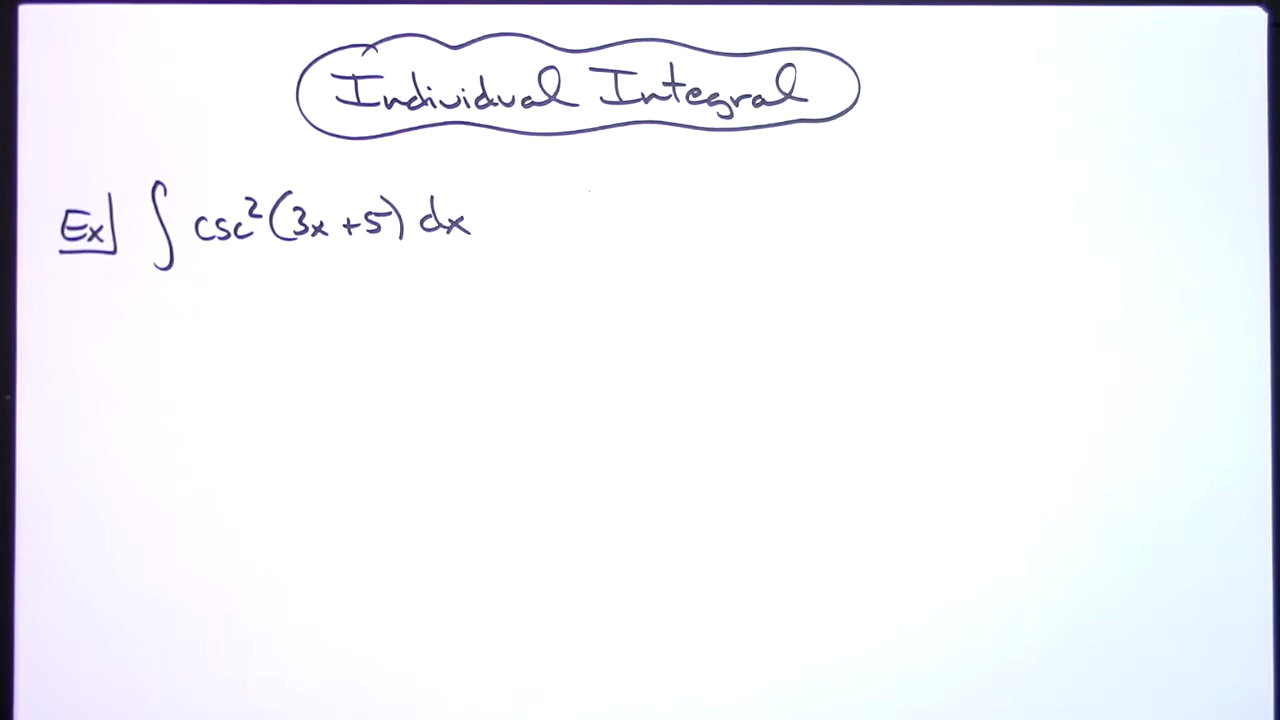 Individual Integral
Ex] ∫ csc²(3x+5) dx